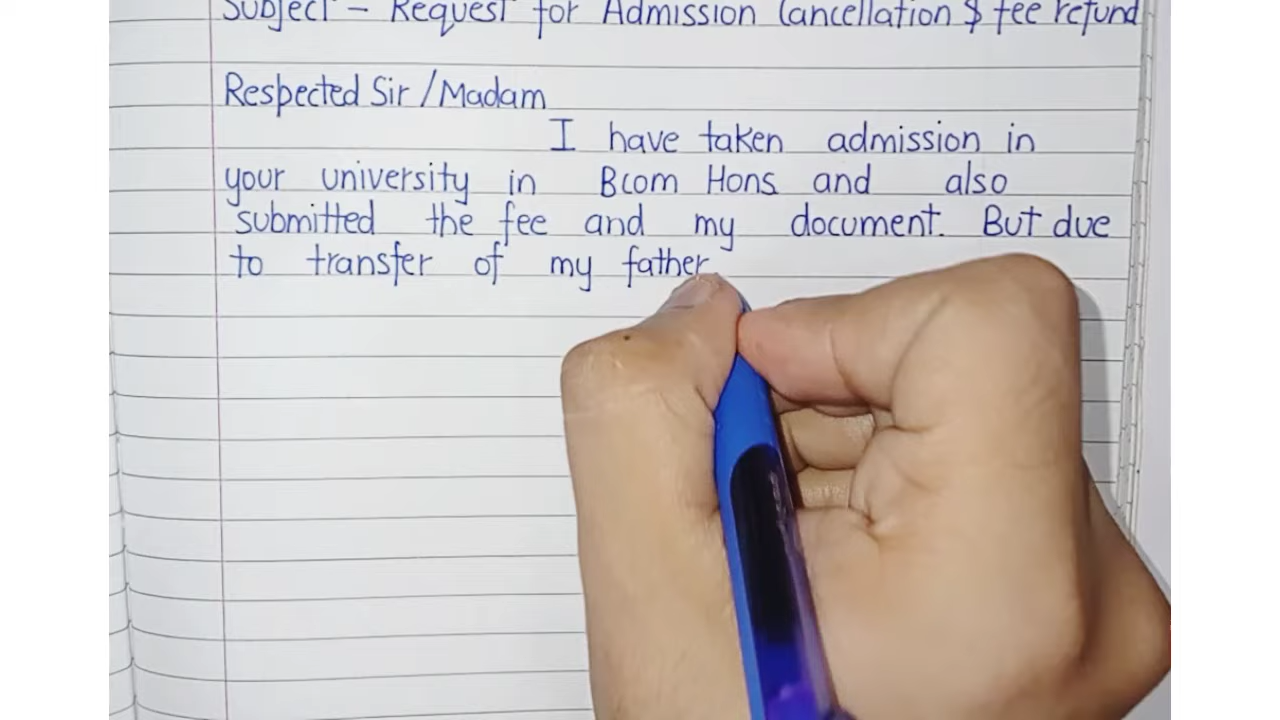 Subject - Request for Admission Cancellation $ fee refund
Respected Sir / Madam
I have taken admission in
your university in Bcom Hons and also
submitted the fee and my document. But due
to transfer of my father